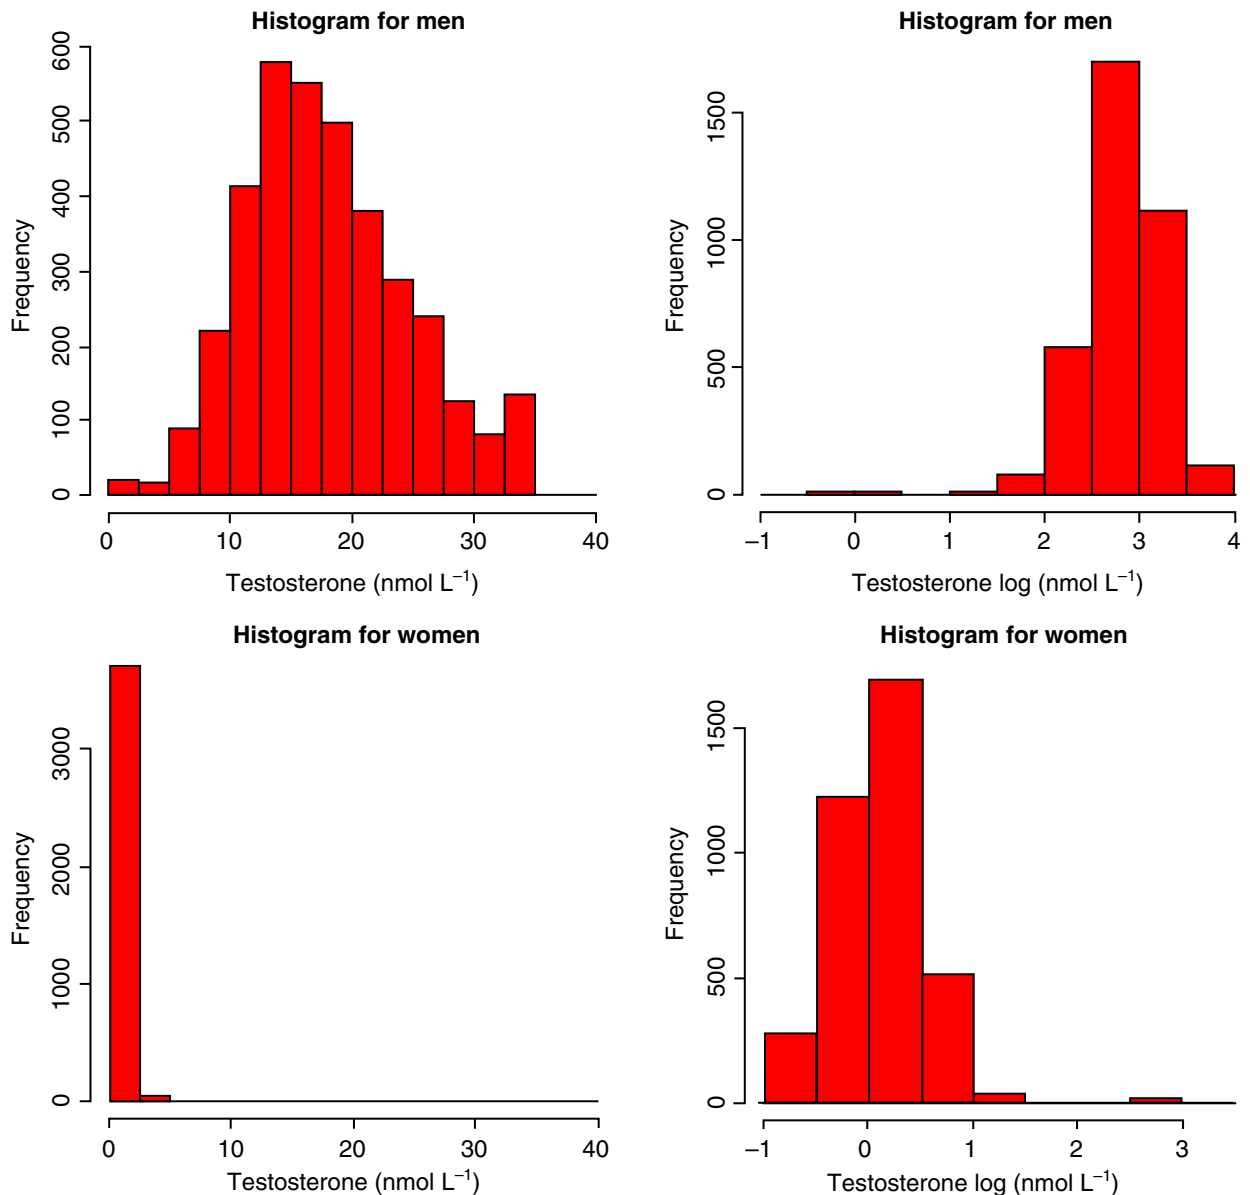 Histogram for men
600
500
400
300
200
100
0
Frequency
0 10 20 30 40
Testosterone (nmol L⁻¹)
Histogram for men
1500
1000
500
0
Frequency
–1 0 1 2 3 4
Testosterone log (nmol L⁻¹)
Histogram for women
3000
2000
1000
0
Frequency
0 10 20 30 40
Testosterone (nmol L⁻¹)
Histogram for women
1500
1000
500
0
Frequency
–1 0 1 2 3
Testosterone log (nmol L⁻¹)